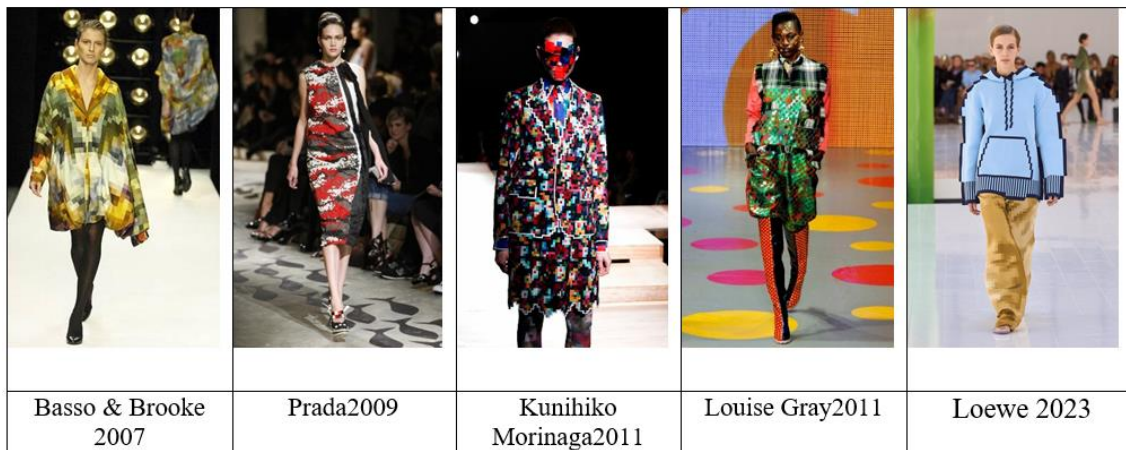 Basso & Brooke
2007
Prada2009
Kunihiko
Morinaga2011
Louise Gray2011
Loewe 2023